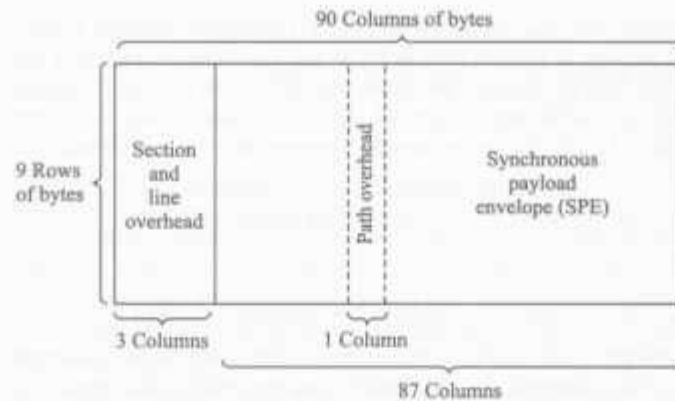 90 Columns of bytes
9 Rows
of bytes
Section
and
line
overhead
Path overhead
Synchronous
payload
envelope (SPE)
3 Columns
1 Column
87 Columns